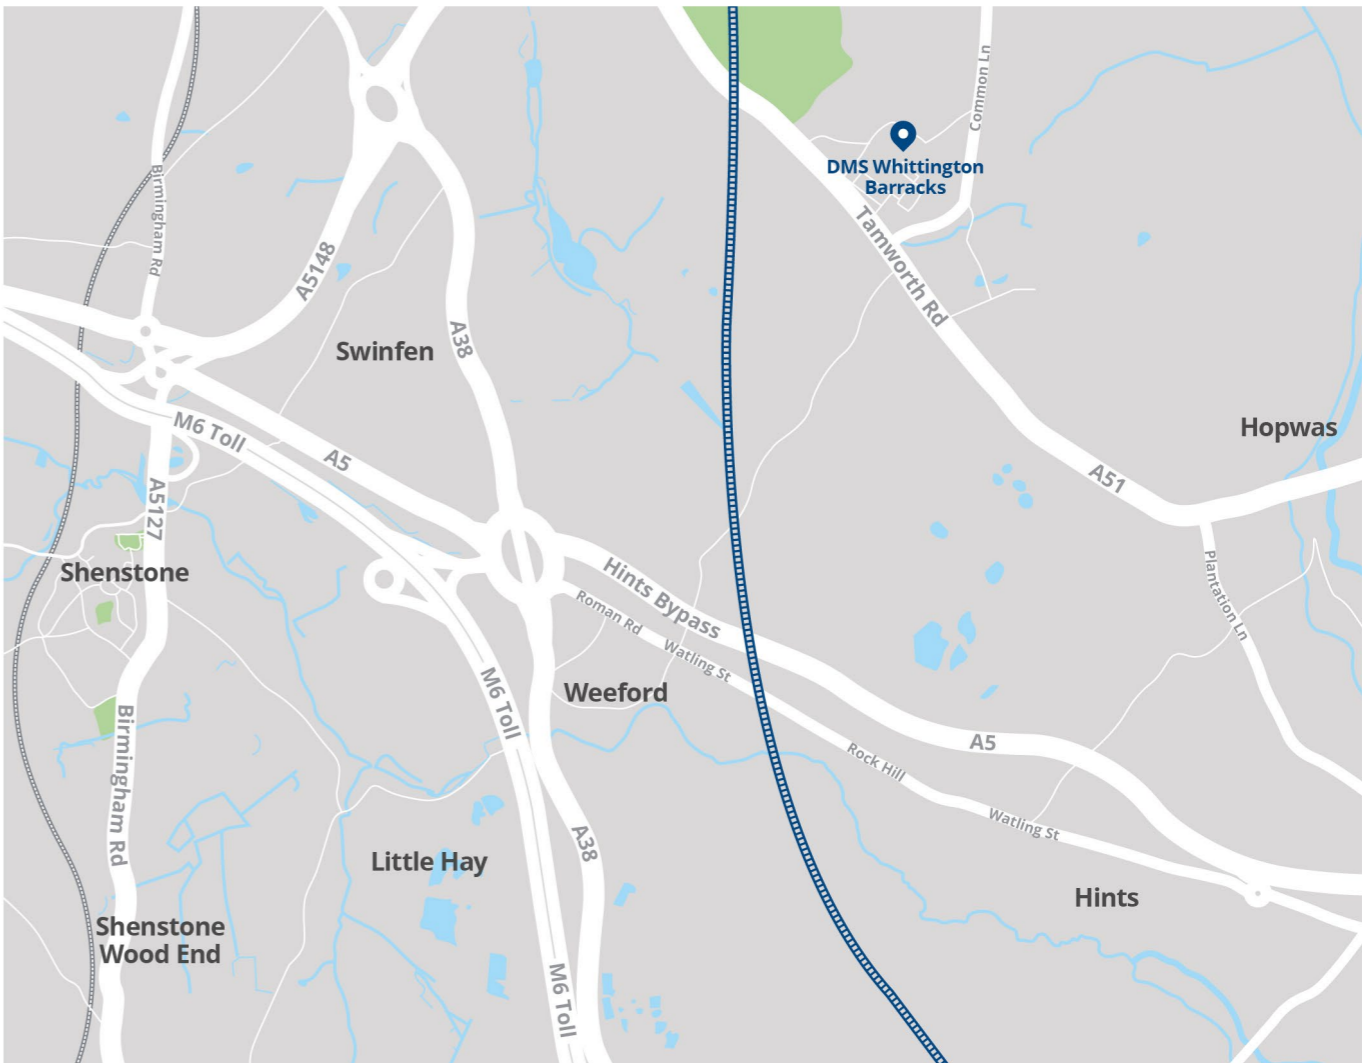 Common Ln
DMS Whittington
Barracks
Birmingham Rd
Tamworth Rd
A5148
A38
Swinfen
M6 Toll
A5
Hopwas
A51
A5127
Shenstone
Hints Bypass
Roman Rd
Watling St
Plantation Ln
Weeford
M6 Toll
Birmingham Rd
A5
Rock Hill
Watling St
A38
Little Hay
Hints
Shenstone
Wood End
M6 Toll